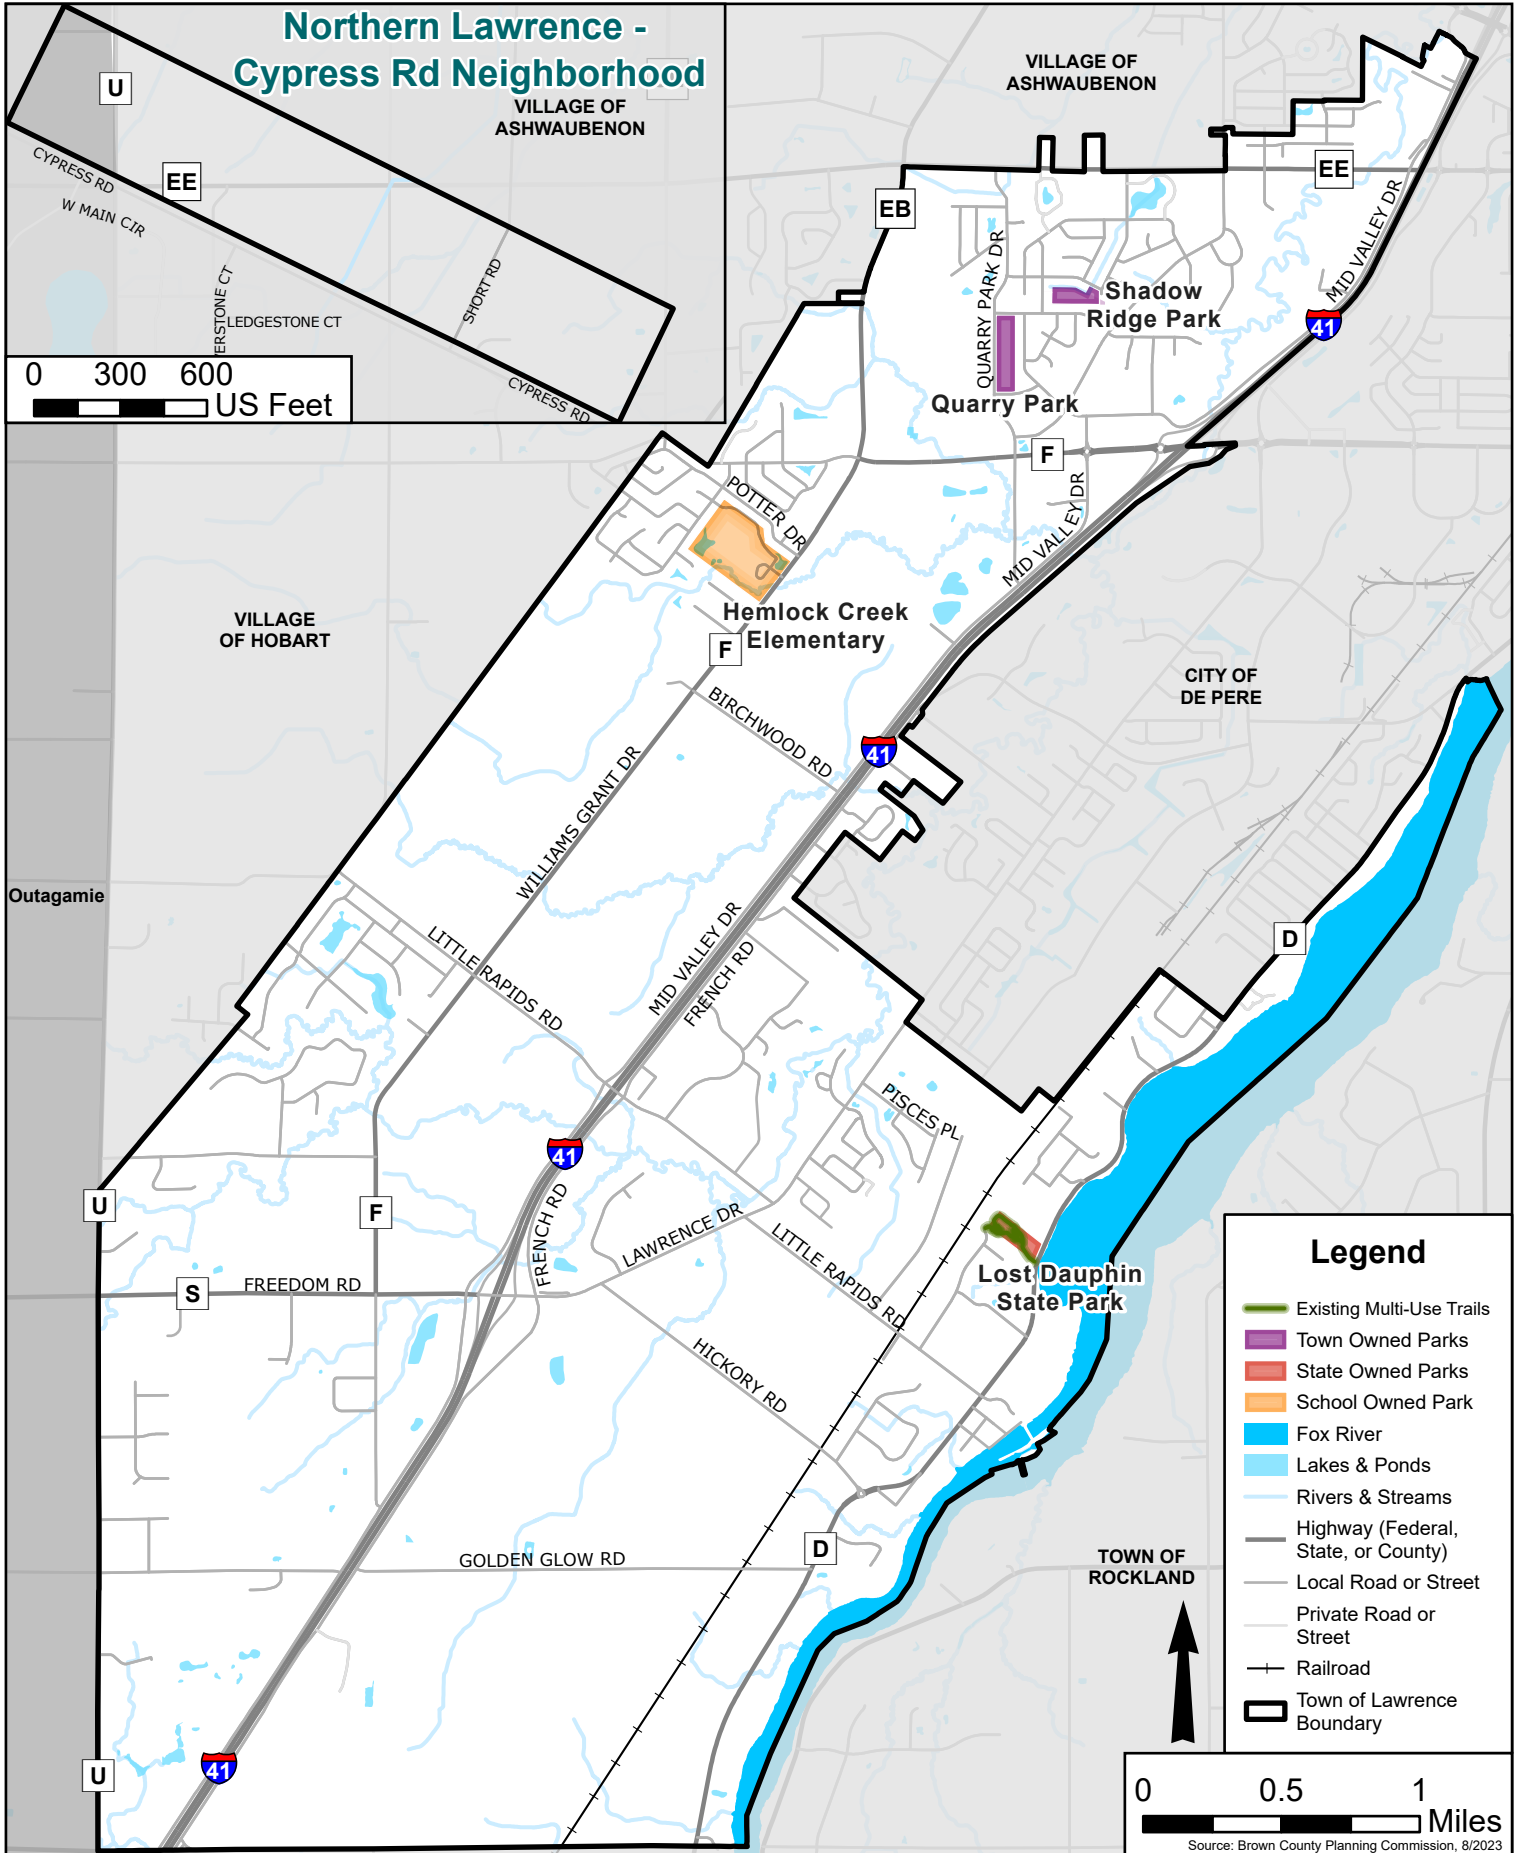 Northern Lawrence -
Cypress Rd Neighborhood
VILLAGE OF
ASHWAUBENON
U
EE
CYPRESS RD
W MAIN CIR
ERSTONE CT
LEDGESTONE CT
SHORT RD
CYPRESS RD
0 300 600
US Feet
VILLAGE OF
ASHWAUBENON
EE
EB
MID VALLEY DR
QUARRY PARK DR
Shadow
Ridge Park
41
Quarry Park
F
POTTER DR
MID VALLEY DR
Hemlock Creek
Elementary
VILLAGE
OF HOBART
F
CITY OF
DE PERE
BIRCHWOOD RD
41
WILLIAMS GRANT DR
Outagamie
LITTLE RAPIDS RD
MID VALLEY DR
FRENCH RD
D
PISCES PL
41
U
F
FRENCH RD
LAWRENCE DR
LITTLE RAPIDS RD
S
FREEDOM RD
Lost Dauphin
State Park
HICKORY RD
D
GOLDEN GLOW RD
TOWN OF
ROCKLAND
U
41
Legend
Existing Multi-Use Trails
Town Owned Parks
State Owned Parks
School Owned Park
Fox River
Lakes & Ponds
Rivers & Streams
Highway (Federal,
State, or County)
Local Road or Street
Private Road or
Street
Railroad
Town of Lawrence
Boundary
0 0.5 1
Miles
Source: Brown County Planning Commission, 8/2023